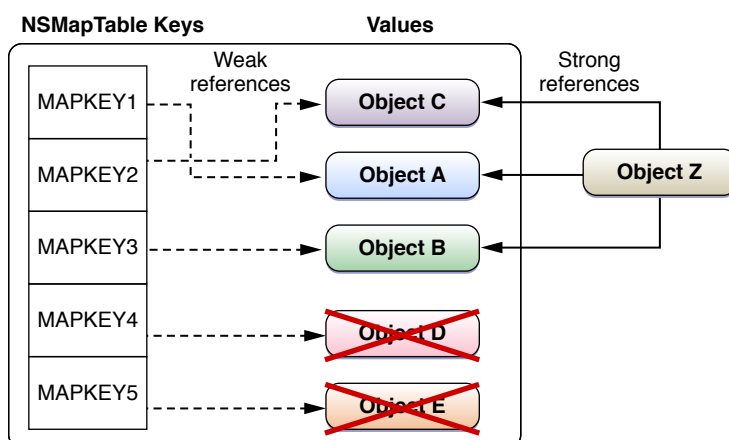 NSMapTable Keys
Values
Weak
references
Strong
references
MAPKEY1
Object C
MAPKEY2
Object A
Object Z
MAPKEY3
Object B
MAPKEY4
Object D
MAPKEY5
Object E